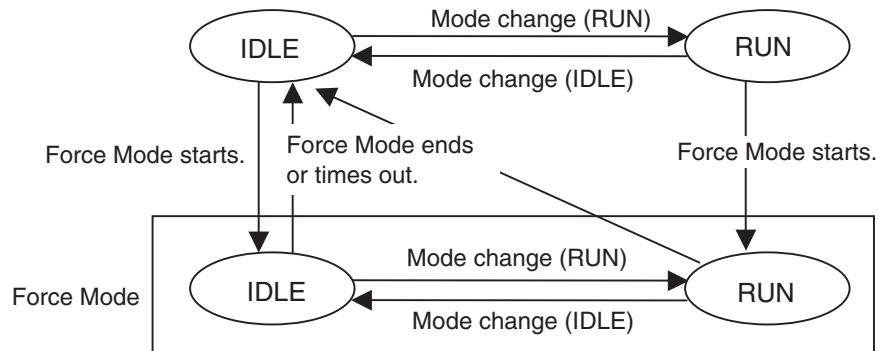 Mode change (RUN)
IDLE
RUN
Mode change (IDLE)
Force Mode starts.
Force Mode ends
or times out.
Force Mode starts.
Mode change (RUN)
IDLE
RUN
Force Mode
Mode change (IDLE)